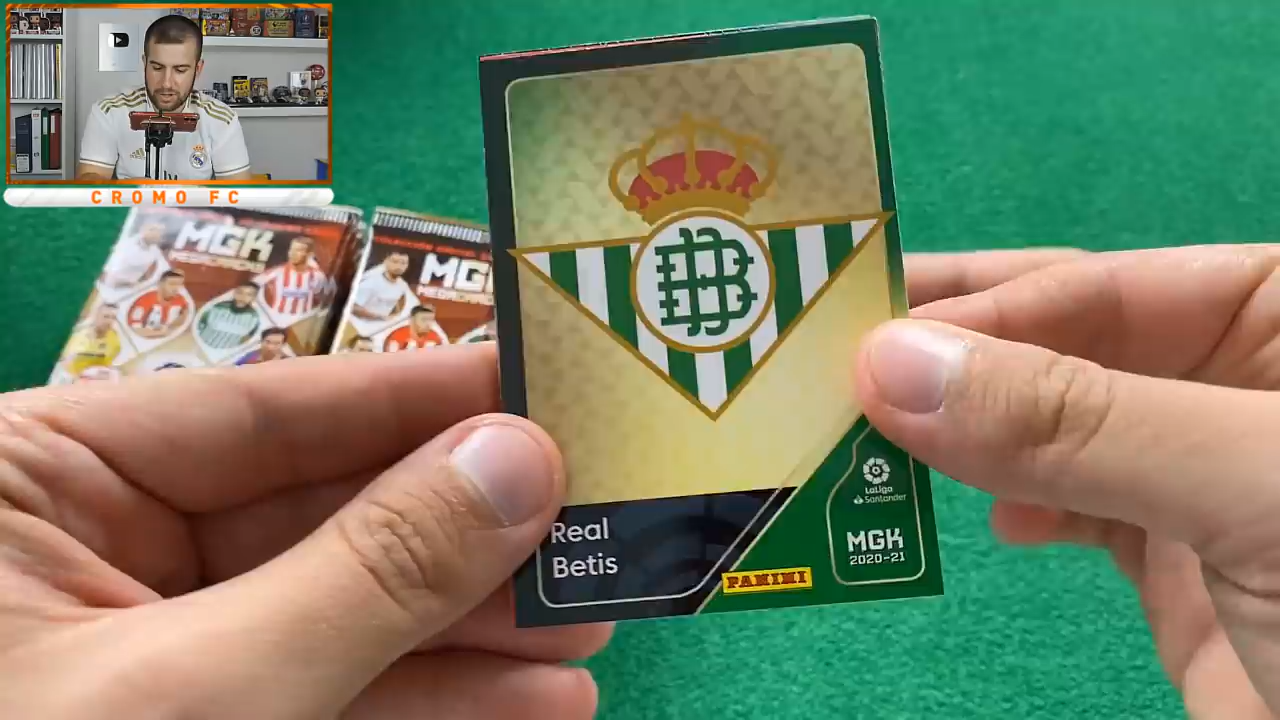 CROMO FC
MGK
MGK
Real
Betis
LaLiga
Santander
MGK
2020-21
PANINI